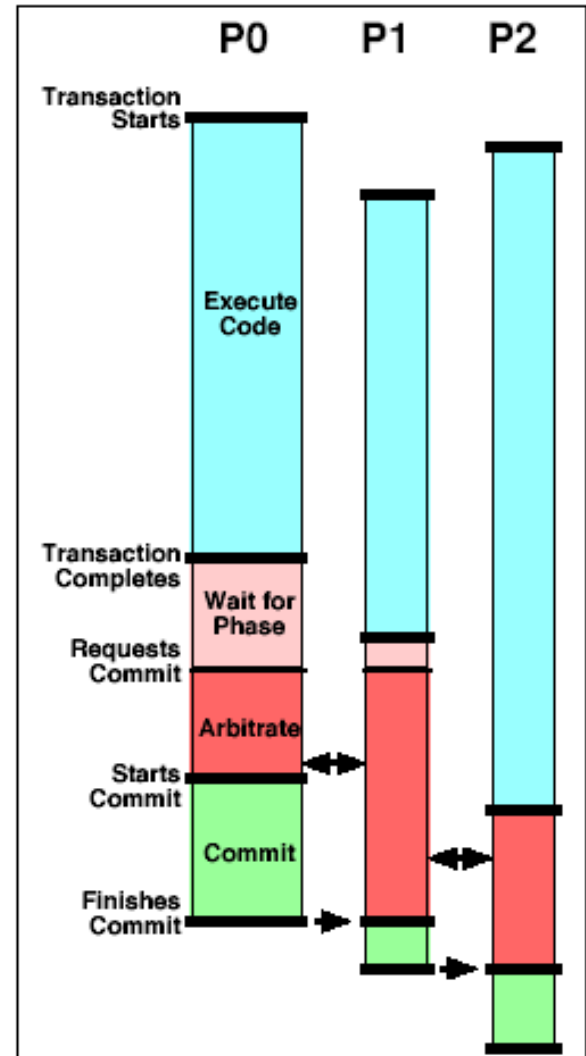 P0 P1 P2
Transaction
Starts
Execute
Code
Transaction
Completes
Wait for
Phase
Requests
Commit
Arbitrate
Starts
Commit
Commit
Finishes
Commit